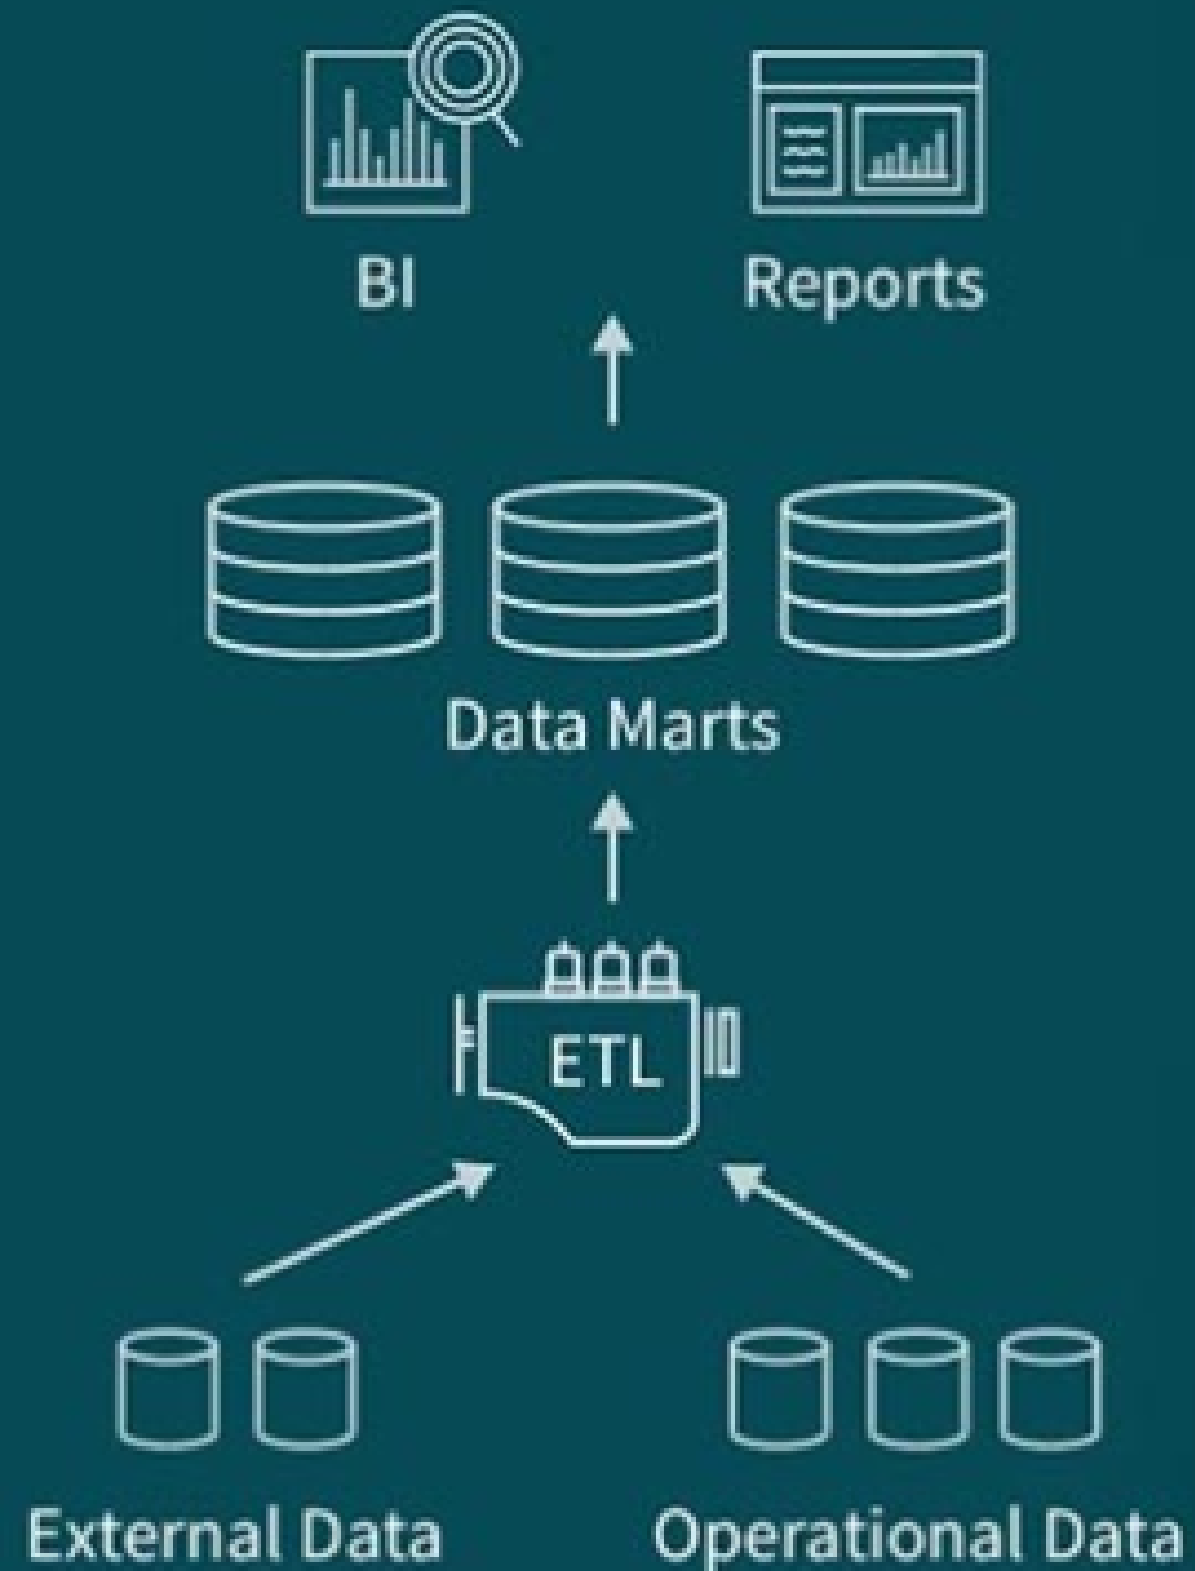 BI
Reports
Data Marts
ETL
External Data
Operational Data